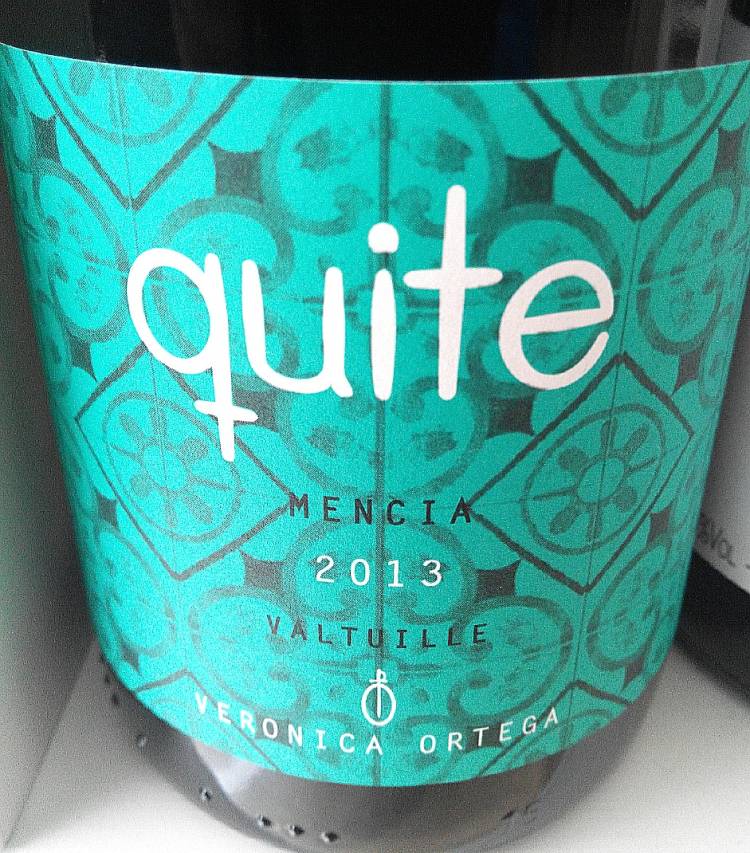 quite
MENCIA
2013
VALTUILLE
VERONICA ORTEGA